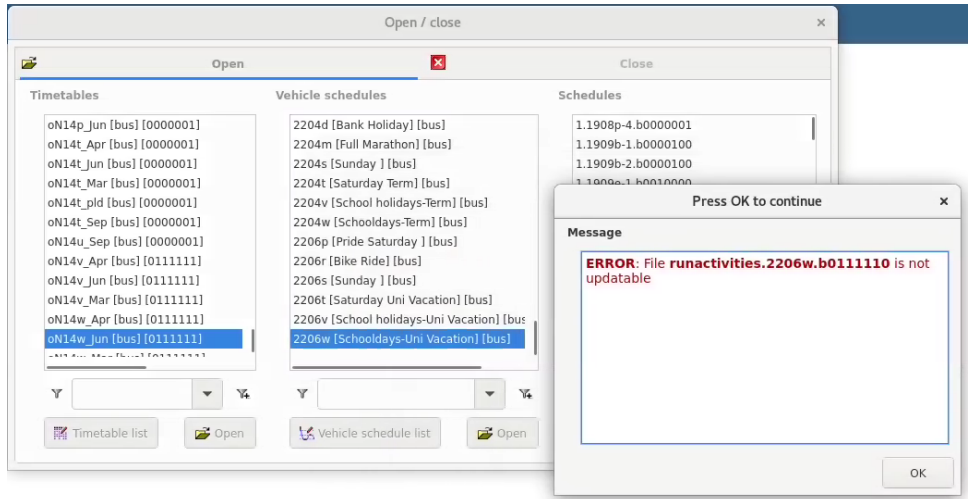 Open / close
Open
Close
Timetables
Vehicle schedules
Schedules
oN14p_Jun [bus] [0000001]
oN14t_Apr [bus] [0000001]
oN14t_Jun [bus] [0000001]
oN14t_Mar [bus] [0000001]
oN14t_pld [bus] [0000001]
oN14t_Sep [bus] [0000001]
oN14u_Sep [bus] [0000001]
oN14v_Apr [bus] [0111111]
oN14v_Jun [bus] [0111111]
oN14v_Mar [bus] [0111111]
oN14w_Apr [bus] [0111111]
oN14w_Jun [bus] [0111111]
2204d [Bank Holiday] [bus]
2204m [Full Marathon] [bus]
2204s [Sunday ] [bus]
2204t [Saturday Term] [bus]
2204v [School holidays-Term] [bus]
2204w [Schooldays-Term] [bus]
2206p [Pride Saturday ] [bus]
2206r [Bike Ride] [bus]
2206s [Sunday ] [bus]
2206t [Saturday Uni Vacation] [bus]
2206v [School holidays-Uni Vacation] [bus
2206w [Schooldays-Uni Vacation] [bus]
1.1908p-4.b0000001
1.1909b-1.b0000100
1.1909b-2.b0000100
1.1909e-1.b0010000
Timetable list
Open
Vehicle schedule list
Open
Press OK to continue
Message
ERROR: File runactivities.2206w.b0111110 is not
updatable
OK